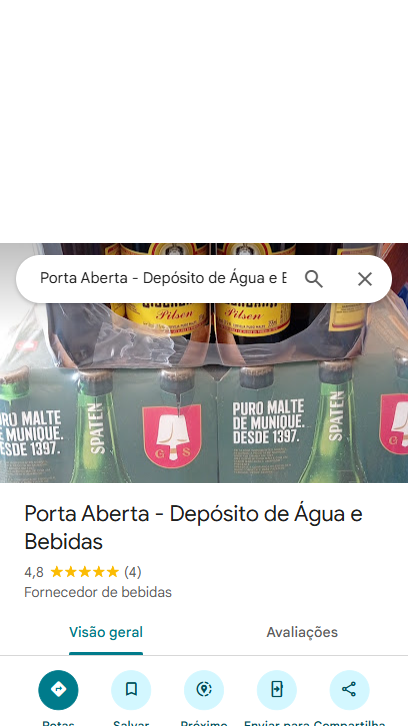 Porta Aberta - Depósito de Água e B
Pilsen
Pilsen
PURO MALTE
DE MUNIQUE.
DESDE 1397.
SPATEN
G S
PURO MALTE
DE MUNIQUE.
DESDE 1397.
SPATEN
G
Porta Aberta - Depósito de Água e
Bebidas
4,8 ★★★★★ (4)
Fornecedor de bebidas
Visão geral
Avaliações
Rotas
Salvar
Próximo
Enviar para
Compartilha